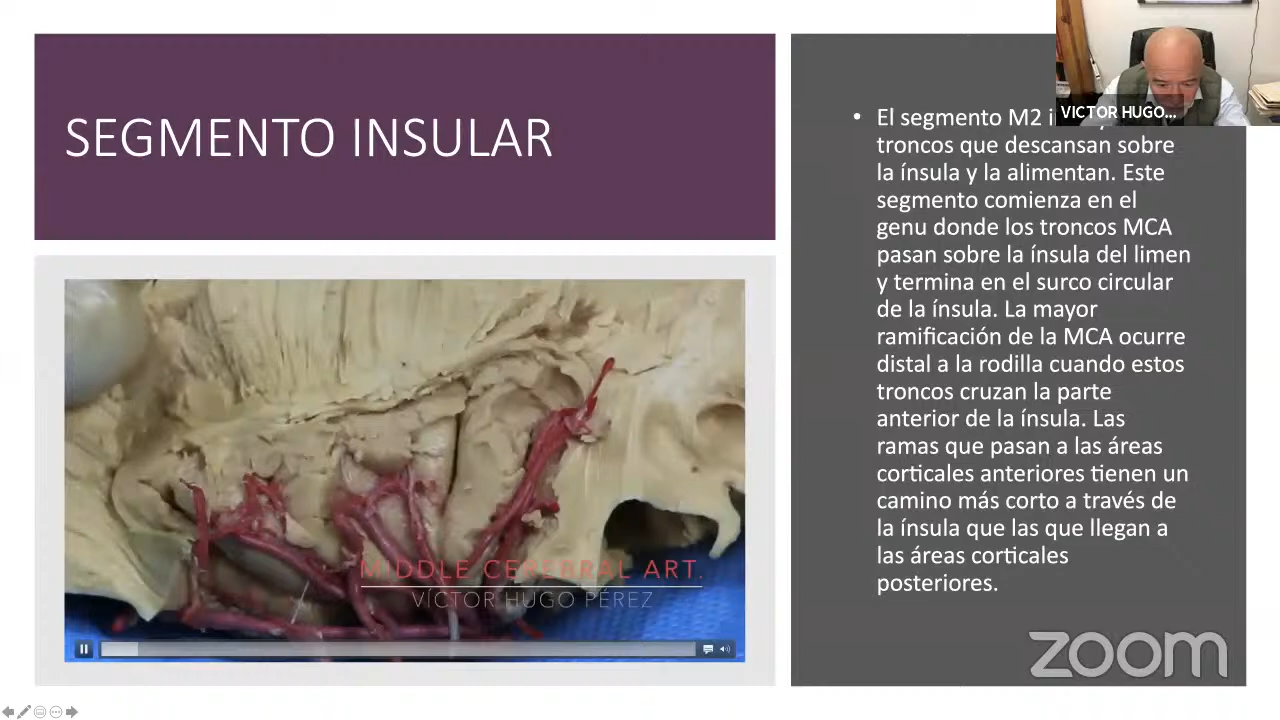 SEGMENTO INSULAR
VICTOR HUGO...
• El segmento M2
troncos que descansan sobre
la ínsula y la alimentan. Este
segmento comienza en el
genu donde los troncos MCA
pasan sobre la ínsula del limen
y termina en el surco circular
de la ínsula. La mayor
ramificación de la MCA ocurre
distal a la rodilla cuando estos
troncos cruzan la parte
anterior de la ínsula. Las
ramas que pasan a las áreas
corticales anteriores tienen un
camino más corto a través de
la ínsula que las que llegan a
las áreas corticales
posteriores.
MIDDLE CEREBRAL ART.
VÍCTOR HUGO PÉREZ
zoom